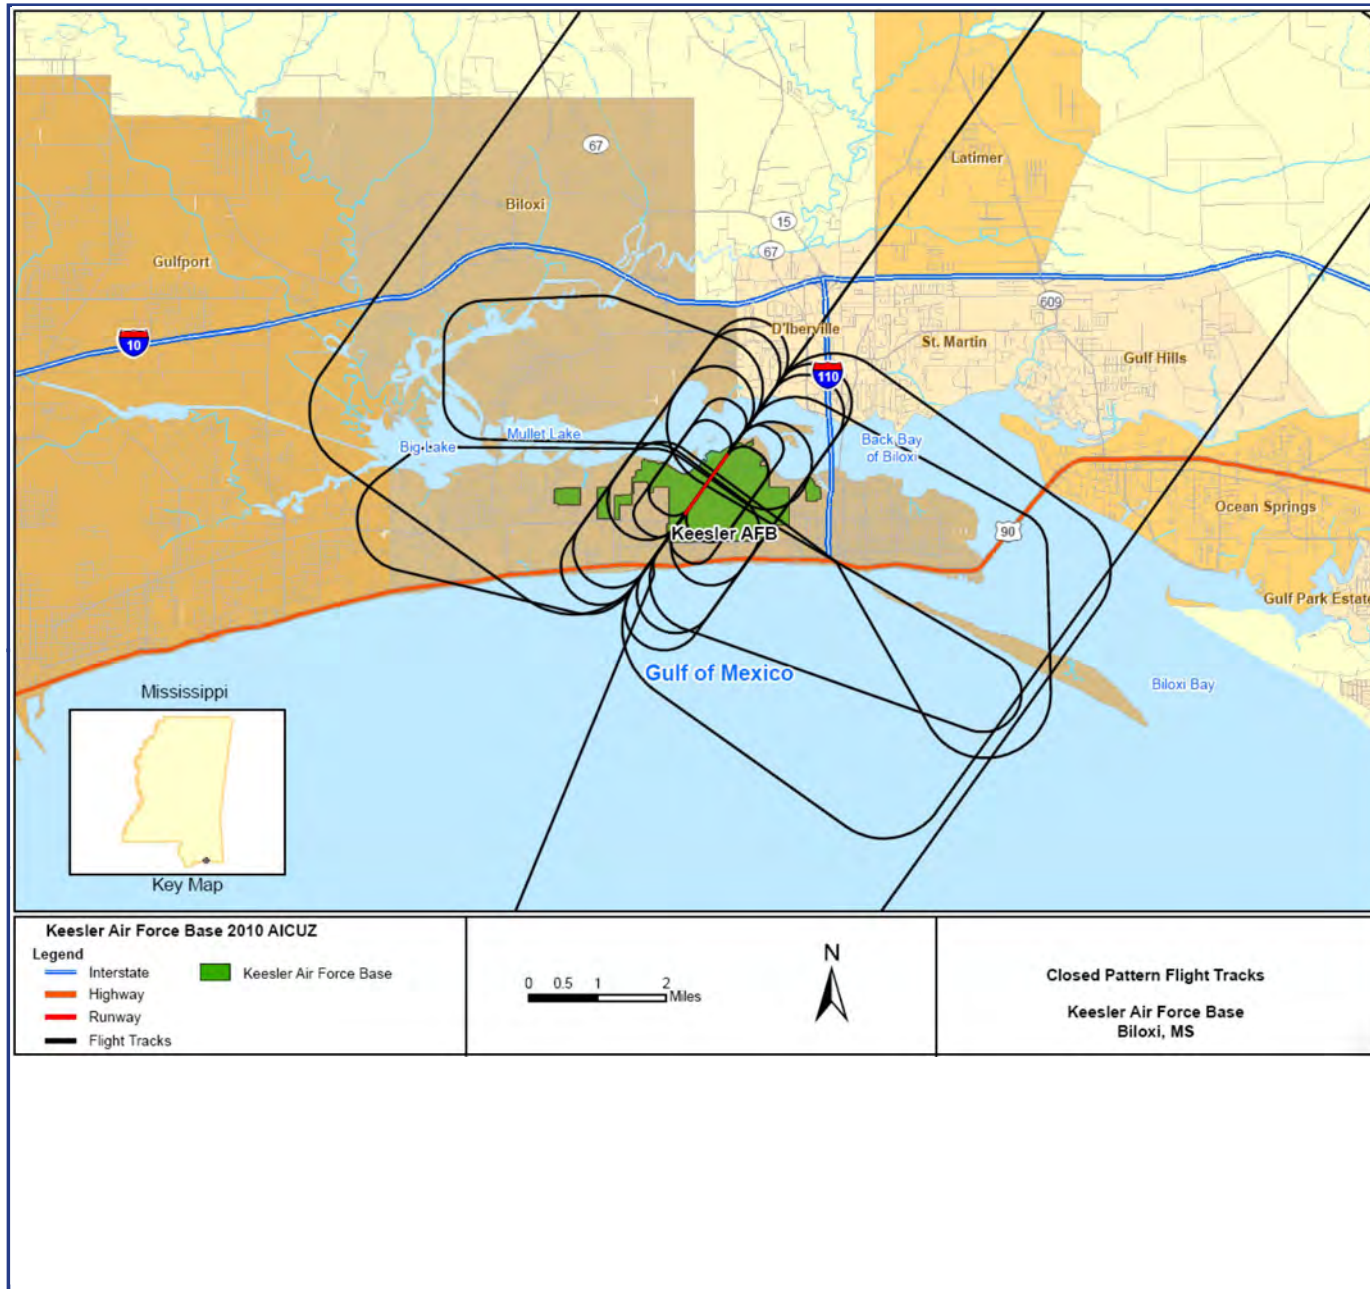 67
Latimer
Biloxi
15
67
Gulfport
609
D'Iberville
St. Martin
10
Gulf Hills
110
Mullet Lake
Big Lake
Back Bay
of Biloxi
Ocean Springs
Keesler AFB
90
Gulf Park Estate
Gulf of Mexico
Biloxi Bay
Mississippi
Key Map
Keesler Air Force Base 2010 AICUZ
Legend
Interstate
Keesler Air Force Base
Highway
Runway
Flight Tracks
0 0.5 1 2
Miles
N
Closed Pattern Flight Tracks
Keesler Air Force Base
Biloxi, MS